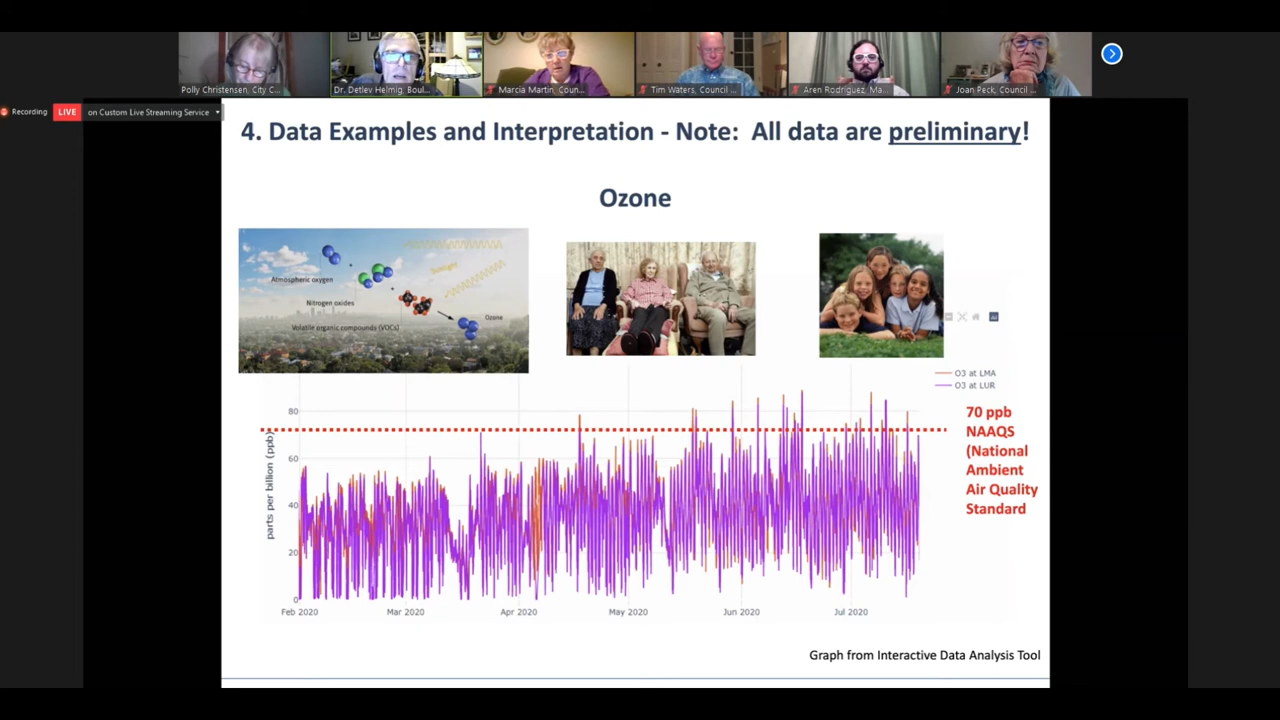 Polly Christensen, City C...
Dr. Detlev Helmig, Boul...
Marcia Martin, Coun...
Tim Waters, Council ...
Aren Rodriguez, Ma...
Joan Peck, Council ...
Recording
LIVE
on Custom Live Streaming Service
4. Data Examples and Interpretation - Note: All data are preliminary!
Ozone
Sunlight
Atmospheric oxygen
Nitrogen oxides
Ozone
Volatile organic compounds (VOCs)
O3 at LMA
O3 at LUR
70 ppb
NAAQS
(National
Ambient
Air Quality
Standard
parts per billion (ppb)
80
60
40
20
0
Feb 2020
Mar 2020
Apr 2020
May 2020
Jun 2020
Jul 2020
Graph from Interactive Data Analysis Tool